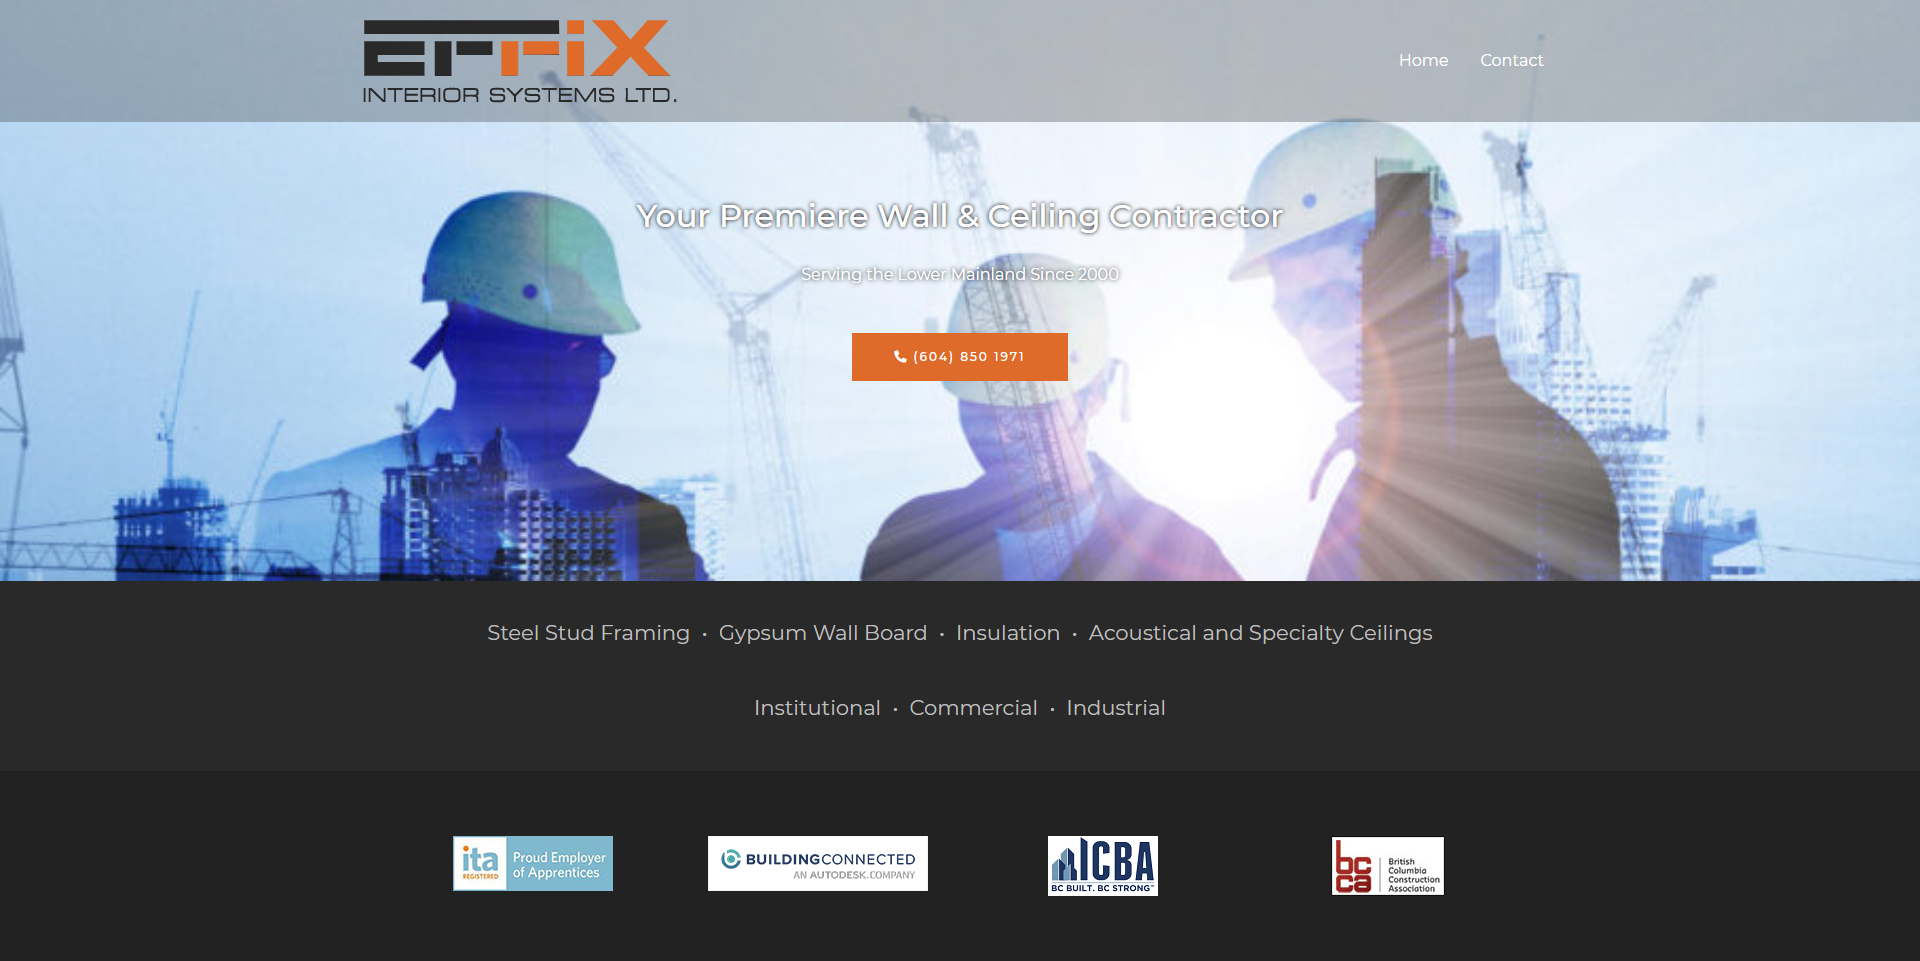 EFFIX
INTERIOR SYSTEMS LTD.
Home Contact
Your Premiere Wall & Ceiling Contractor
Serving the Lower Mainland Since 2000
(604) 850 1971
Steel Stud Framing • Gypsum Wall Board • Insulation • Acoustical and Specialty Ceilings
Institutional • Commercial • Industrial
ita
REGISTERED
Proud Employer
of Apprentices
BUILDINGCONNECTED
AN AUTODESK COMPANY
ICBA
BC BUILT. BC STRONG™
bc
ca
British
Columbia
Construction
Association